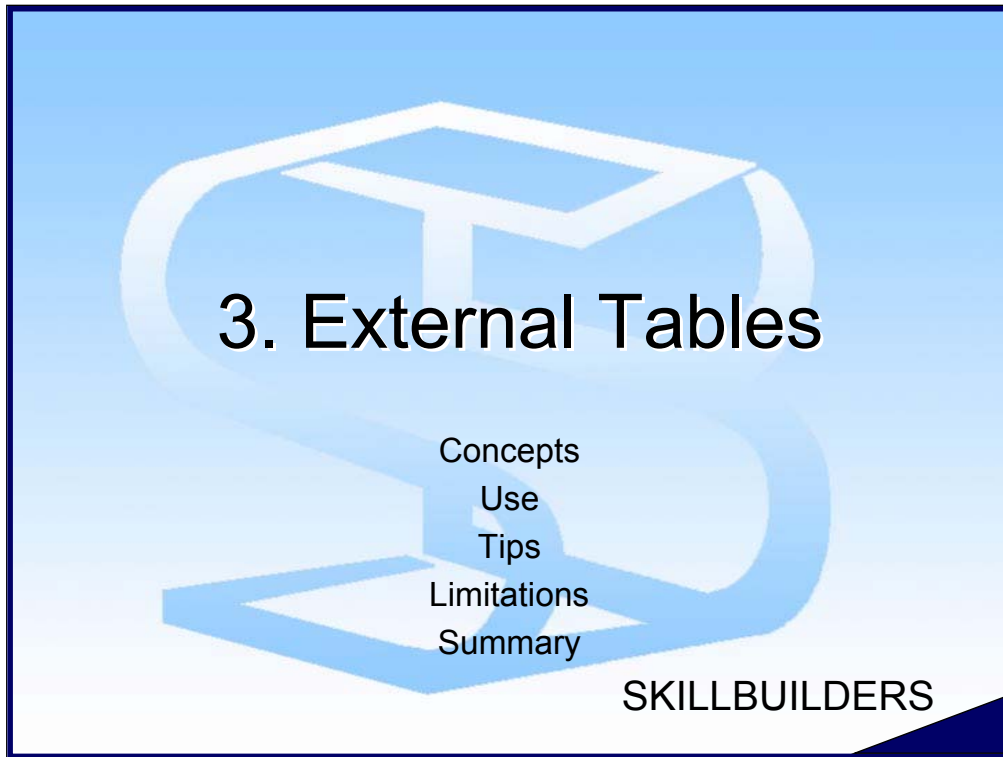 3. External Tables
Concepts
Use
Tips
Limitations
Summary
SKILLBUILDERS